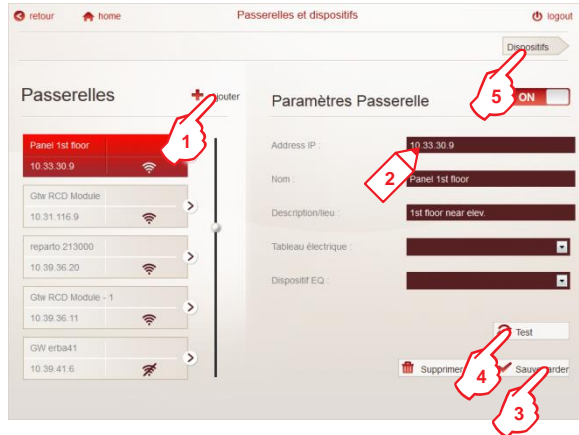 retour
home
Passerelles et dispositifs
logout
Dispositifs
Passerelles
Ajouter
Paramètres Passerelle
ON
5
1
Panel 1st floor
10.33.30.9
Gtw RCD Module
10.31.116.9
reparto 213000
10.39.36.20
Gtw RCD Module - 1
10.39.36.11
GW erba41
10.39.41.6
Address IP :
10.33.30.9
2
Nom :
Panel 1st floor
Description/lieu :
1st floor near elev.
Tableau électrique :
Dispositif EQ :
Test
Supprimer
Sauvegarder
4
3